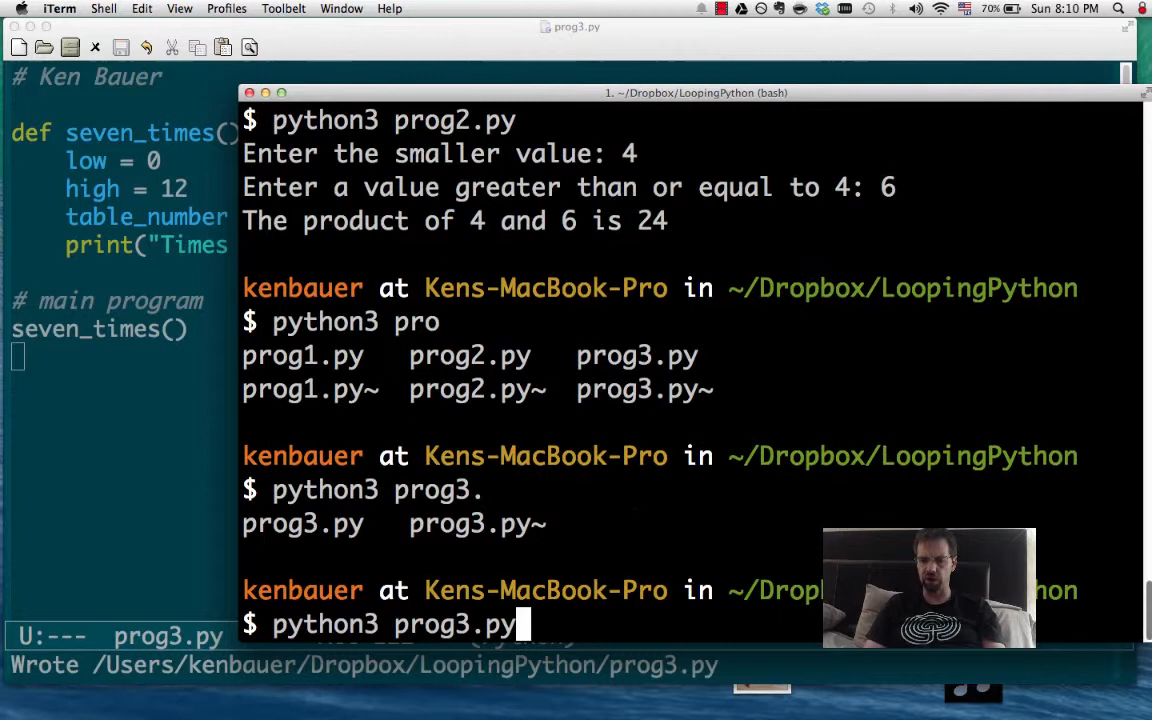 iTerm Shell Edit View Profiles Toolbelt Window Help 70% Sun 8:10 PM
prog3.py
# Ken Bauer
def seven_times()
low = 0
high = 12
table_number
print("Times
# main program
seven_times()
1. ~/Dropbox/LoopingPython (bash)
$ python3 prog2.py
Enter the smaller value: 4
Enter a value greater than or equal to 4: 6
The product of 4 and 6 is 24
kenbauer at Kens-MacBook-Pro in ~/Dropbox/LoopingPython
$ python3 pro
prog1.py prog2.py prog3.py
prog1.py~ prog2.py~ prog3.py~
kenbauer at Kens-MacBook-Pro in ~/Dropbox/LoopingPython
$ python3 prog3.
prog3.py prog3.py~
kenbauer at Kens-MacBook-Pro in ~/Drop on
$ python3 prog3.py
U:--- prog3.py
Wrote /Users/kenbauer/Dropbox/LoopingPython/prog3.py